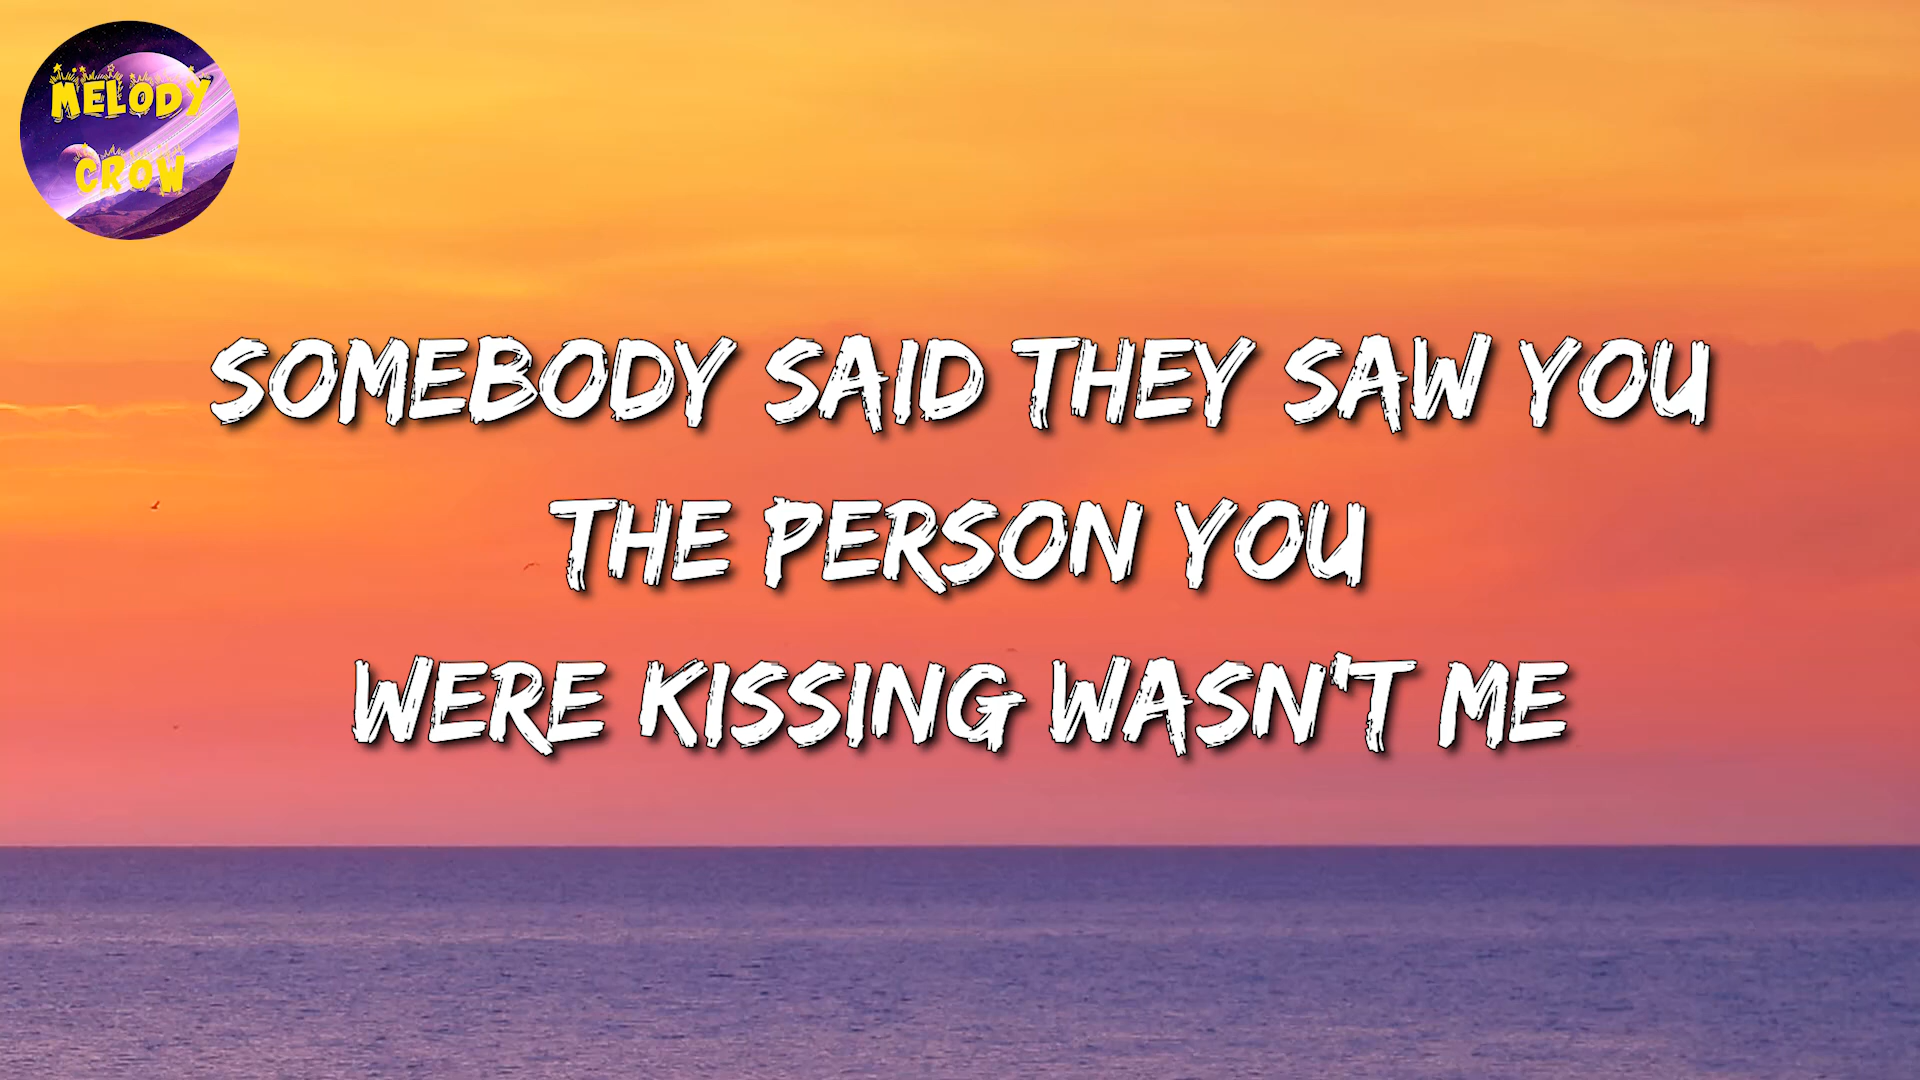 MELODY
CROW
SOMEBODY SAID THEY SAW YOU
THE PERSON YOU
WERE KISSING WASN'T ME